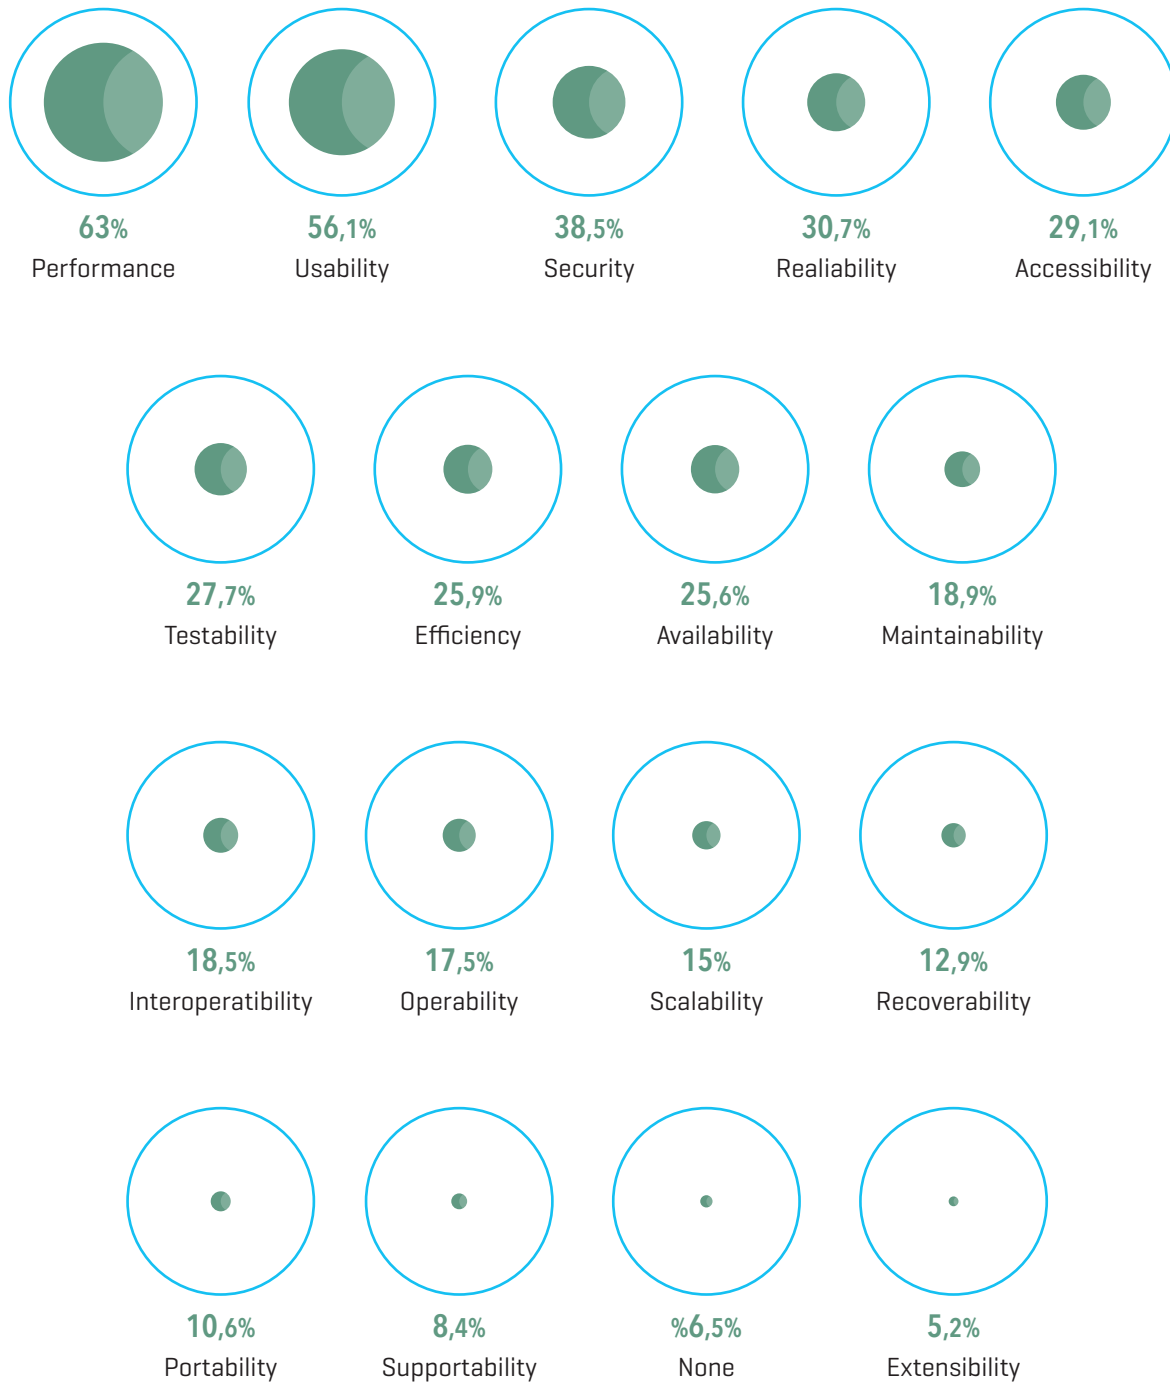 63%
Performance
56,1%
Usability
38,5%
Security
30,7%
Realiability
29,1%
Accessibility
27,7%
Testability
25,9%
Efficiency
25,6%
Availability
18,9%
Maintainability
18,5%
Interoperatibility
17,5%
Operability
15%
Scalability
12,9%
Recoverability
10,6%
Portability
8,4%
Supportability
%6,5%
None
5,2%
Extensibility